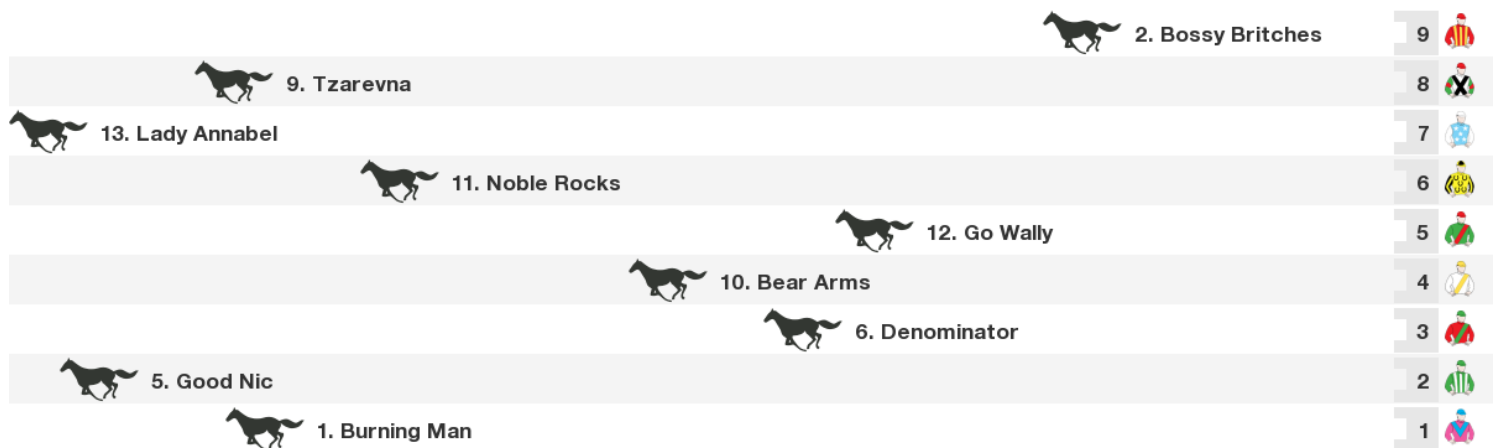 2. Bossy Britches 9
9. Tzarevna 8
13. Lady Annabel 7
11. Noble Rocks 6
12. Go Wally 5
10. Bear Arms 4
6. Denominator 3
5. Good Nic 2
1. Burning Man 1